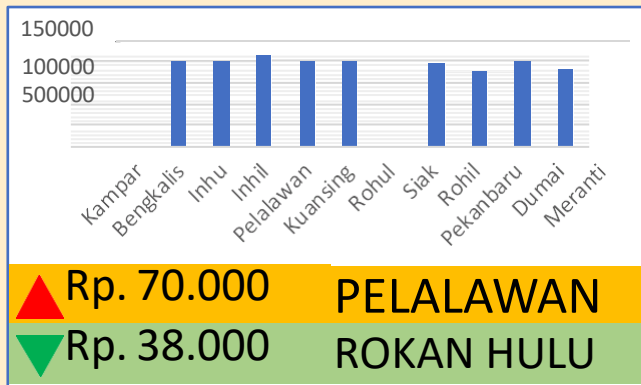 150000
100000
500000
Kampar
Bengkalis
Inhu
Inhil
Pelalawan
Kuansing
Rohul
Siak
Rohil
Pekanbaru
Dumai
Meranti
Rp. 70.000 PELALAWAN
Rp. 38.000 ROKAN HULU